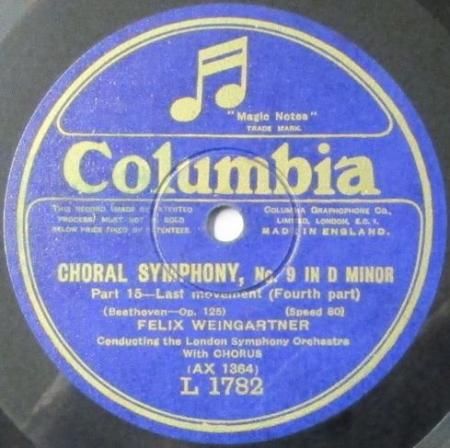 "Magic Notes"
TRADE MARK.
Columbia
THIS RECORD (MADE BY PATENTED
PROCESS) MUST NOT BE SOLD
BELOW PRICE FIXED BY PATENTEES.
COLUMBIA GRAPHOPHONE CO.,
LIMITED, LONDON, E.C.1.
MADE IN ENGLAND.
CHORAL SYMPHONY, No. 9 IN D MINOR
Part 15—Last movement (Fourth part)
(Beethoven—Op. 125) (Speed 80)
FELIX WEINGARTNER
Conducting the London Symphony Orchestra
With CHORUS
(AX 1364)
L 1782